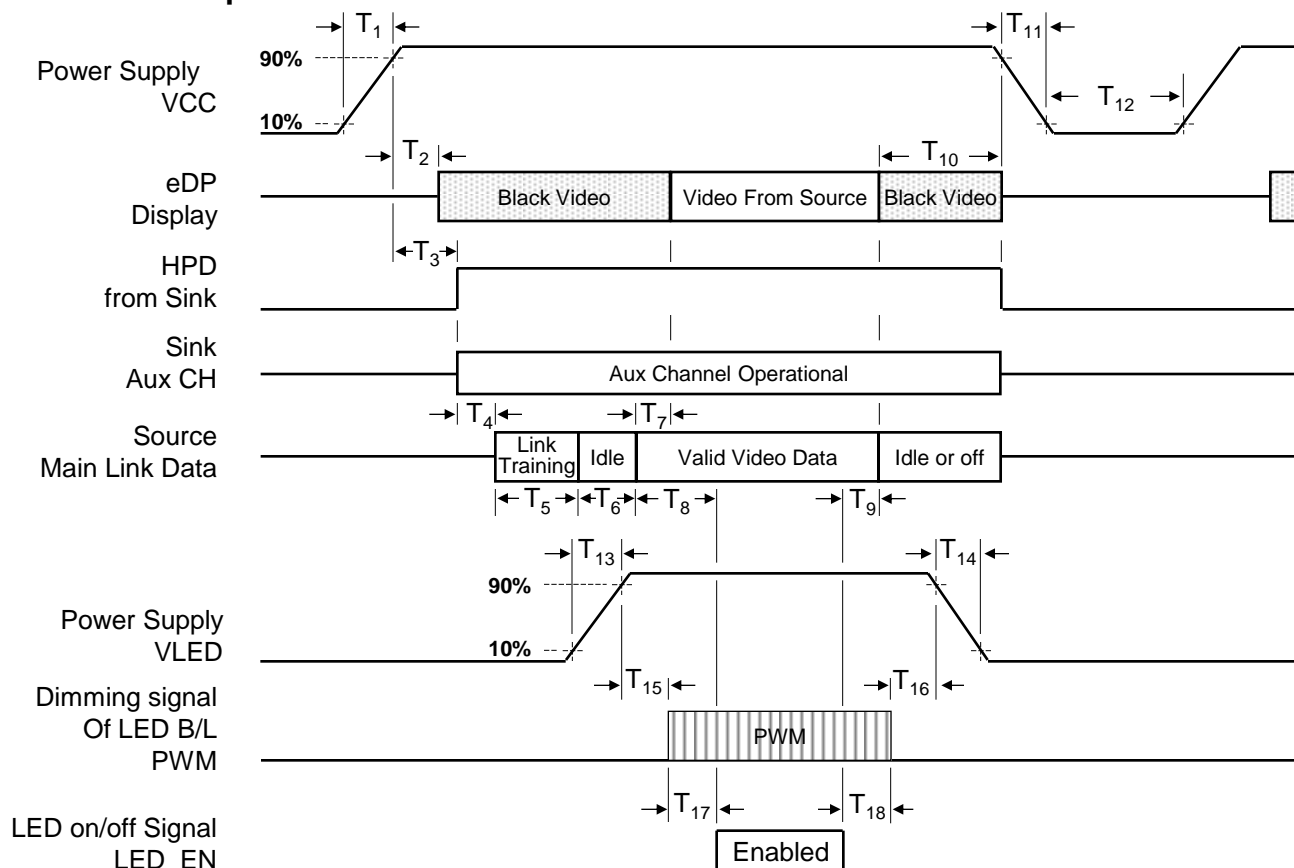 T1
T11
90%
Power Supply
VCC
T12
10%
T2
T10
eDP
Display
Black Video
Video From Source
Black Video
T3
HPD
from Sink
Sink
Aux CH
Aux Channel Operational
T4
T7
Source
Main Link Data
Link
Training
Idle
Valid Video Data
Idle or off
T5
T6
T8
T9
T13
T14
90%
Power Supply
VLED
10%
T15
T16
Dimming signal
Of LED B/L
PWM
PWM
T17
T18
LED on/off Signal
LED_EN
Enabled